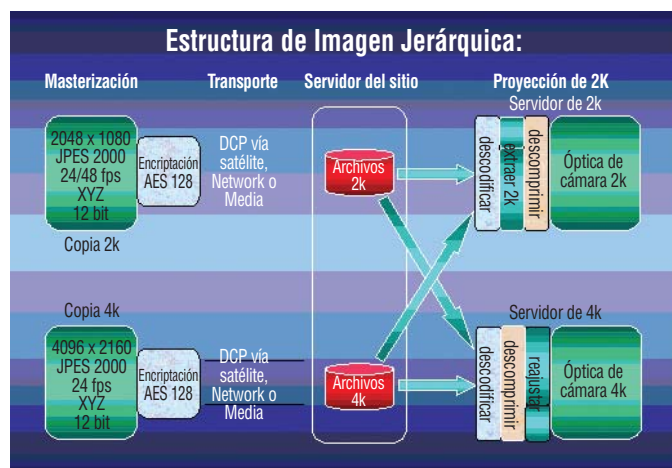 Estructura de Imagen Jerárquica:
Masterización
Transporte
Servidor del sitio
Proyección de 2K
Servidor de 2k
2048 x 1080
JPES 2000
24/48 fps
XYZ
12 bit
Encriptación
AES 128
DCP vía
satélite,
Network o
Media
Archivos
2k
descodificar
extraer 2k
descomprimir
Óptica de
cámara 2k
Copia 2k
Copia 4k
Servidor de 4k
4096 x 2160
JPES 2000
24 fps
XYZ
12 bit
Encriptación
AES 128
DCP vía
satélite,
Network o
Media
Archivos
4k
descodificar
descomprimir
reajustar
Óptica de
cámara 4k